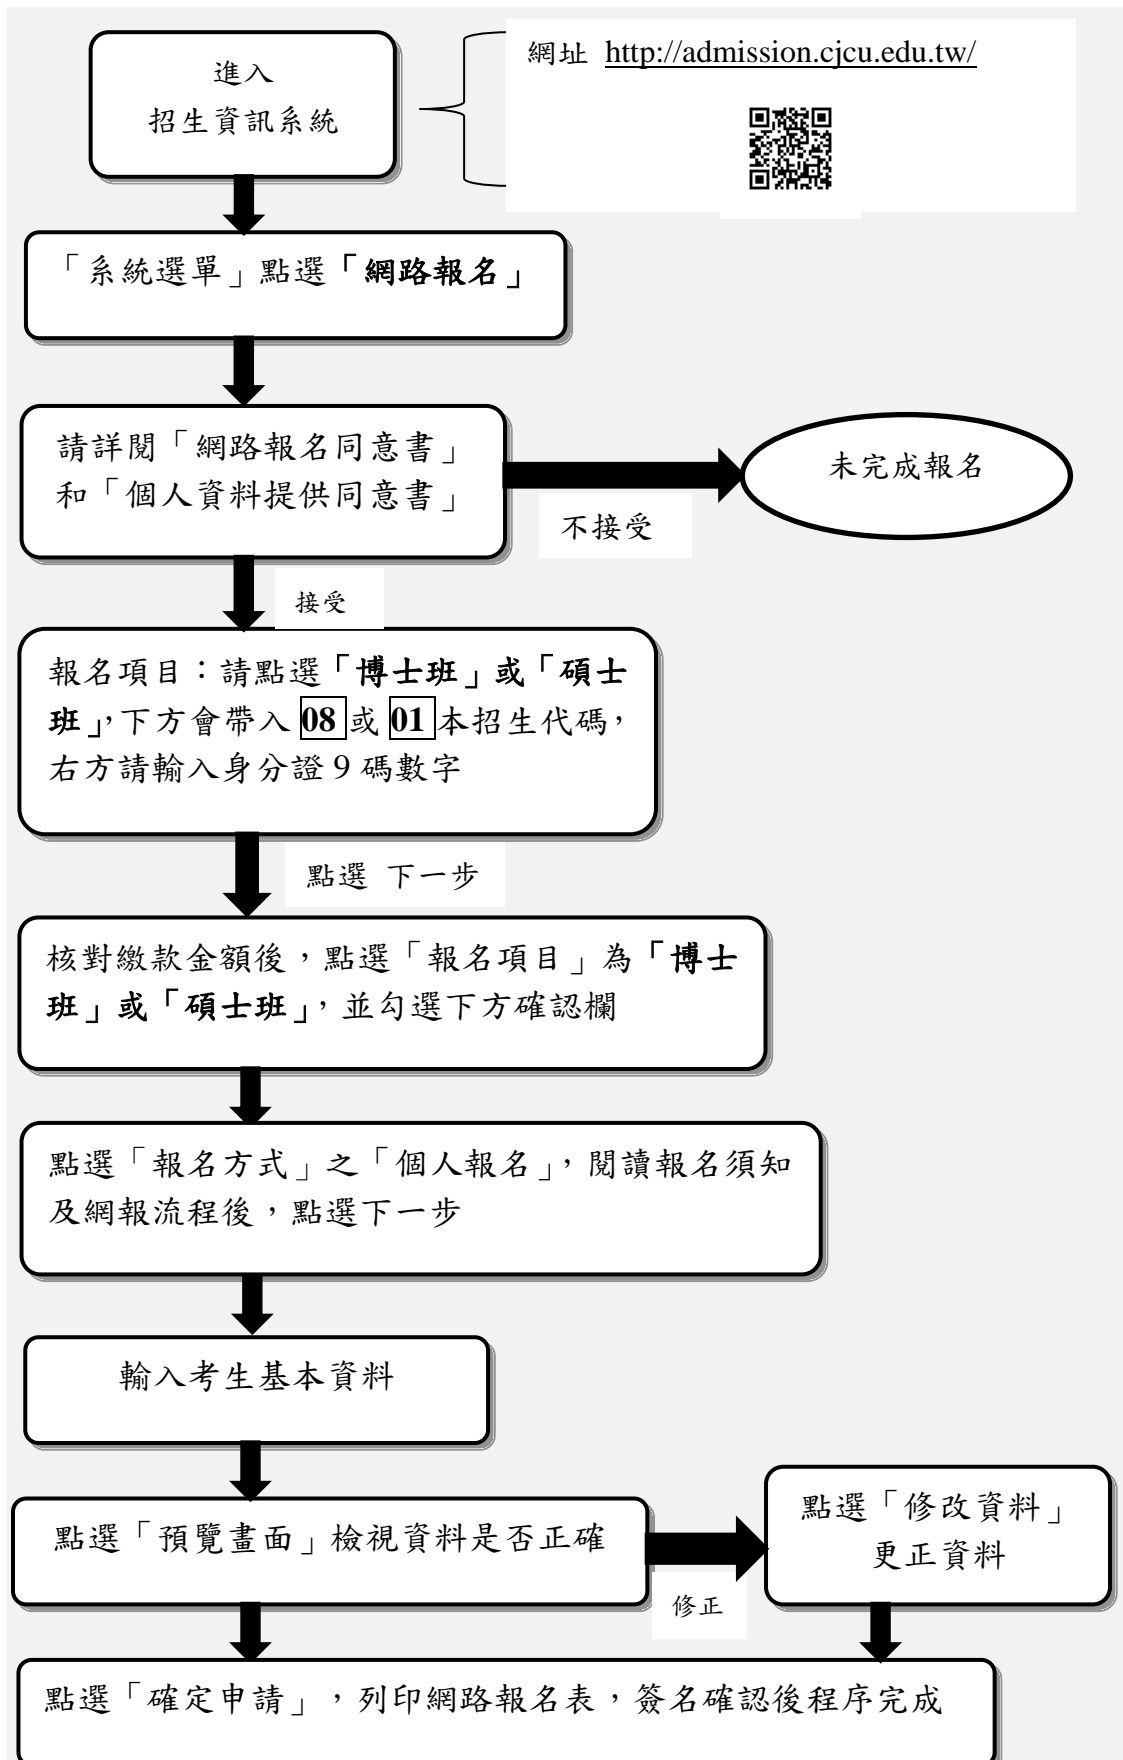 進入
招生資訊系統
網址 http://admission.cjcu.edu.tw/
「系統選單」點選「網路報名」
請詳閱「網路報名同意書」
和「個人資料提供同意書」
不接受
未完成報名
接受
報名項目：請點選「博士班」或「碩士
班」，下方會帶入 08 或 01 本招生代碼，
右方請輸入身分證 9 碼數字
點選 下一步
核對繳款金額後，點選「報名項目」為「博士
班」或「碩士班」，並勾選下方確認欄
點選「報名方式」之「個人報名」，閱讀報名須知
及網報流程後，點選下一步
輸入考生基本資料
點選「預覽畫面」檢視資料是否正確
修正
點選「修改資料」
更正資料
點選「確定申請」，列印網路報名表，簽名確認後程序完成